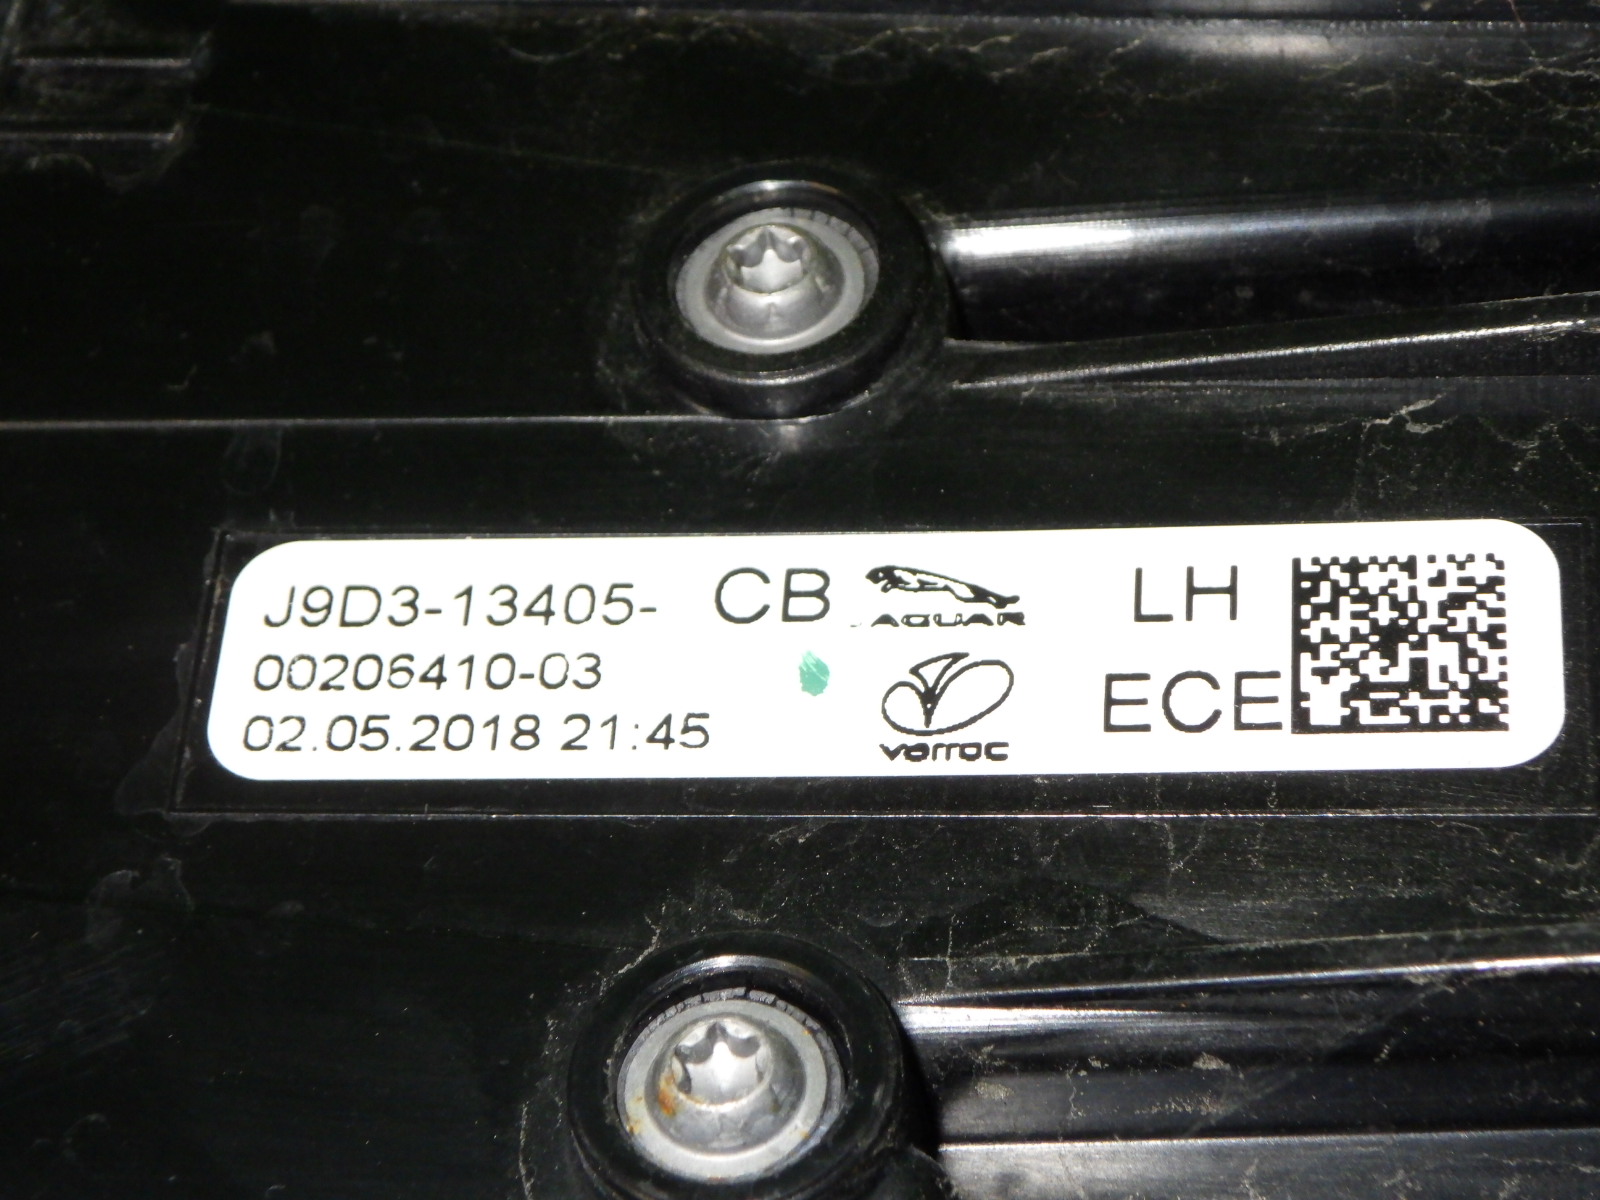 J9D3-13405- CB JAGUAR LH
00206410-03 ECE
02.05.2018 21:45 varroc